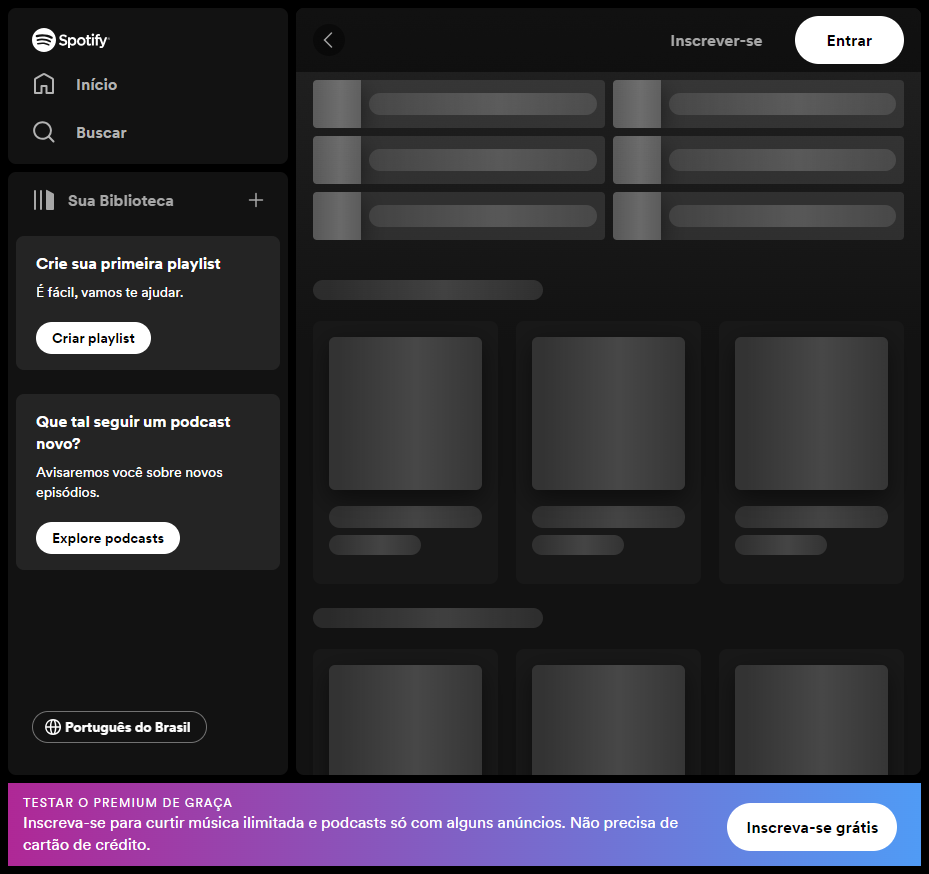 Spotify
Início
Buscar
Sua Biblioteca
Crie sua primeira playlist
É fácil, vamos te ajudar.
Criar playlist
Que tal seguir um podcast
novo?
Avisaremos você sobre novos
episódios.
Explore podcasts
Português do Brasil
Inscrever-se
Entrar
TESTAR O PREMIUM DE GRAÇA
Inscreva-se para curtir música ilimitada e podcasts só com alguns anúncios. Não precisa de
cartão de crédito.
Inscreva-se grátis